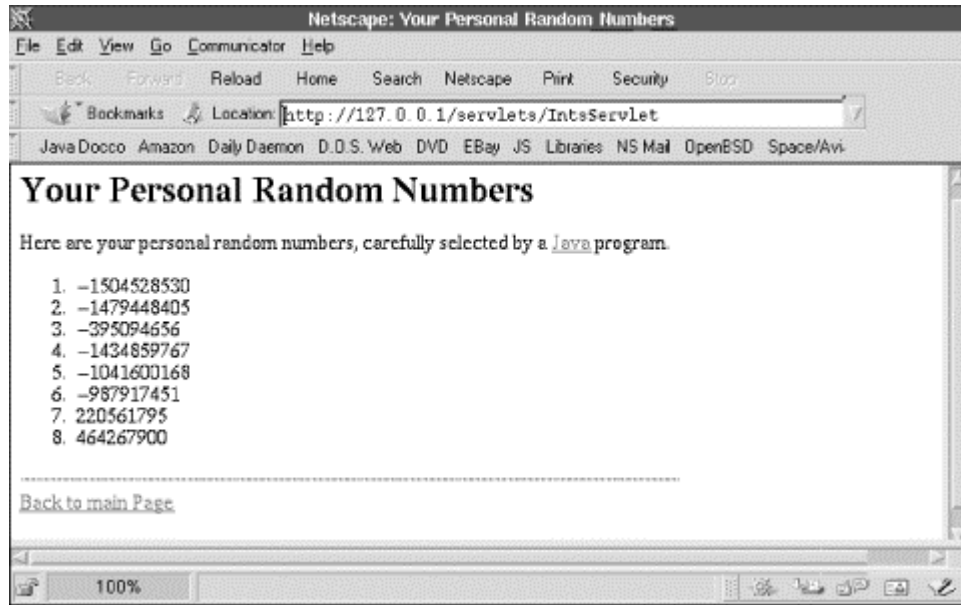 Netscape: Your Personal Random Numbers
File Edit View Go Communicator Help
Back Forward Reload Home Search Netscape Print Security Stop
Bookmarks Location: http://127.0.0.1/servlets/IntsServlet
Java Docco Amazon Daily Daemon D.D.S. Web DVD EBay JS Libraries NS Mail OpenBSD Space/Avi
Your Personal Random Numbers
Here are your personal random numbers, carefully selected by a Java program.
1. -1504528530
2. -1479448405
3. -395094656
4. -1434859767
5. -1041600168
6. -987917451
7. 220561795
8. 464267900
Back to main Page
100%